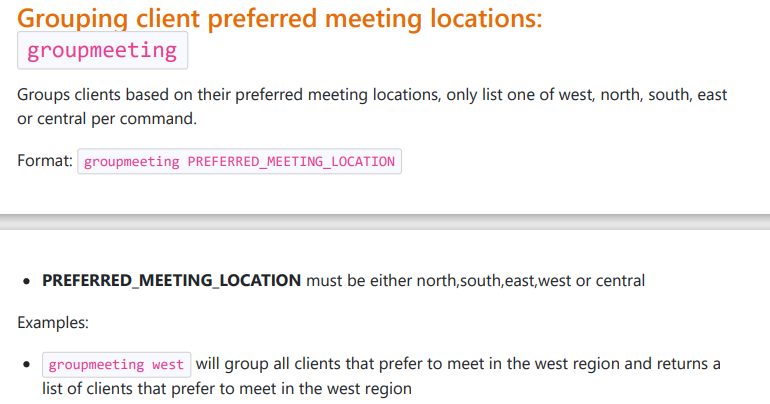 Grouping client preferred meeting locations:
groupmeeting
Groups clients based on their preferred meeting locations, only list one of west, north, south, east
or central per command.
Format: groupmeeting PREFERRED_MEETING_LOCATION
• PREFERRED_MEETING_LOCATION must be either north,south,east,west or central
Examples:
• groupmeeting west will group all clients that prefer to meet in the west region and returns a
list of clients that prefer to meet in the west region